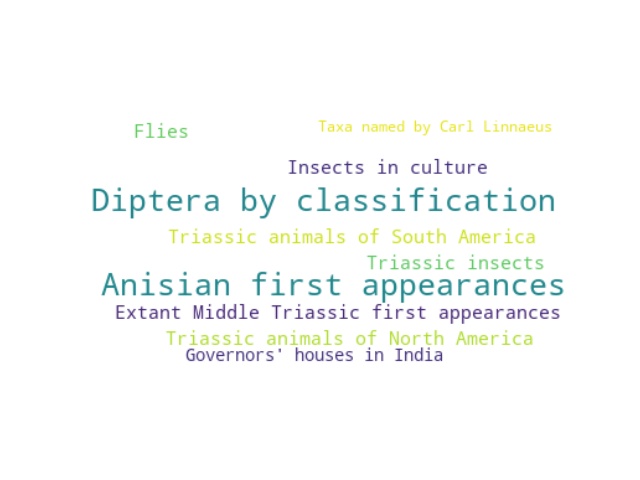 Taxa named by Carl Linnaeus
Flies
Insects in culture
Diptera by classification
Triassic animals of South America
Triassic insects
Anisian first appearances
Extant Middle Triassic first appearances
Triassic animals of North America
Governors' houses in India